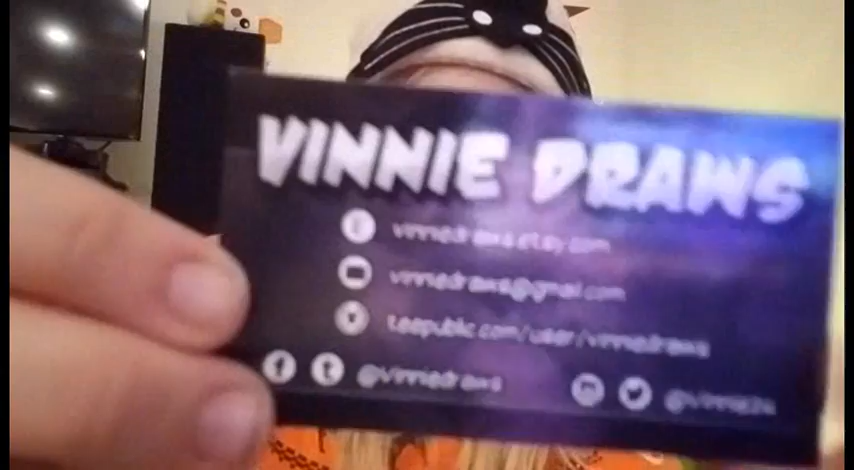 VINNIE DRAWS
vinniedraws.etsy.com
vinniedraws@gmail.com
teepublic.com/user/vinniedraws
@vinniedraws